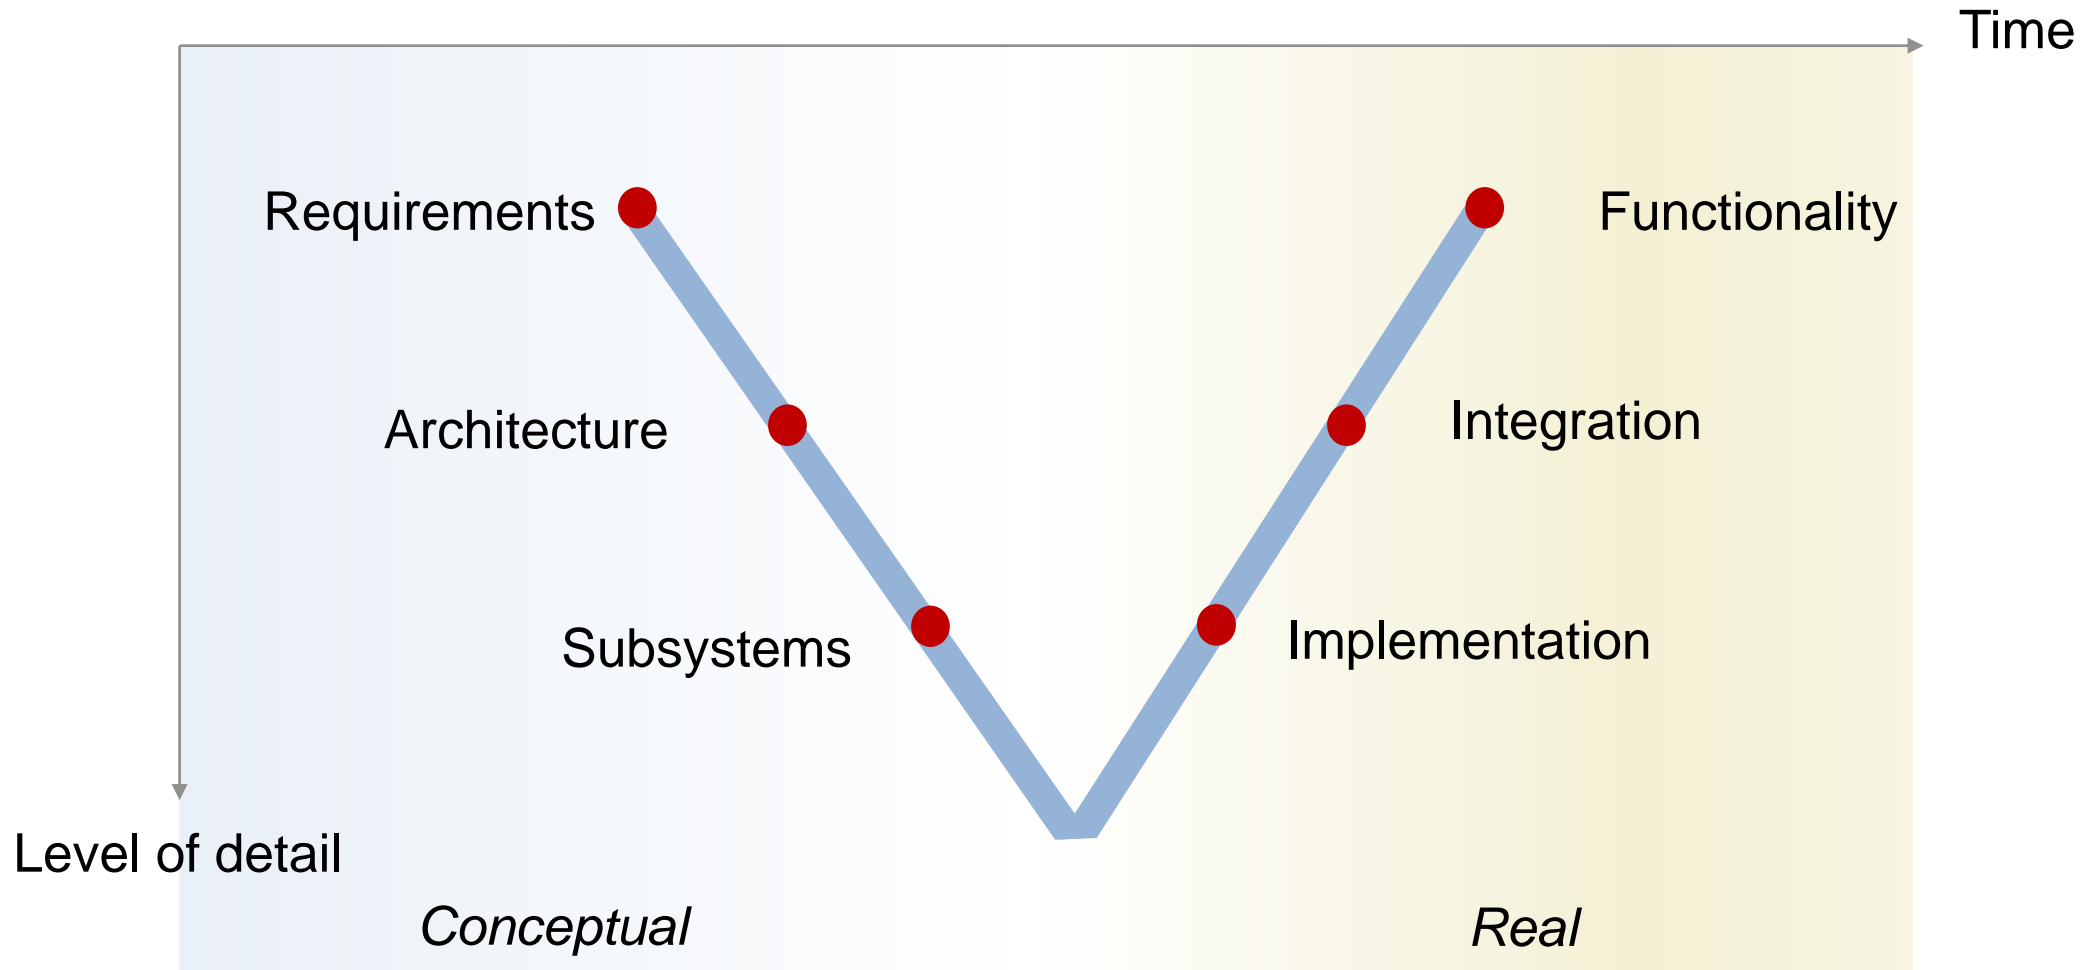 Time
Requirements
Functionality
Architecture
Integration
Subsystems
Implementation
Level of detail
Conceptual
Real